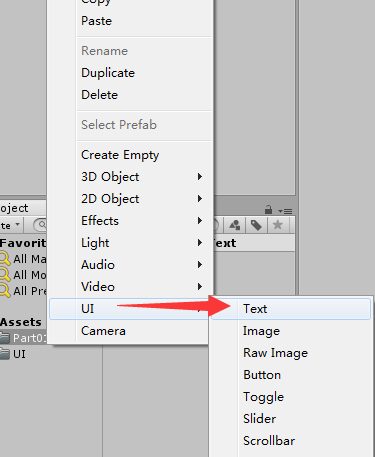 Copy
Paste
Rename
Duplicate
Delete
Select Prefab
Create Empty
3D Object
2D Object
Effects
Light
Audio
Video
UI
Camera
Text
Image
Raw Image
Button
Toggle
Slider
Scrollbar
oject
te
Favorit
All Ma
All Mo
All Pre
Assets
Part01
UI
ext